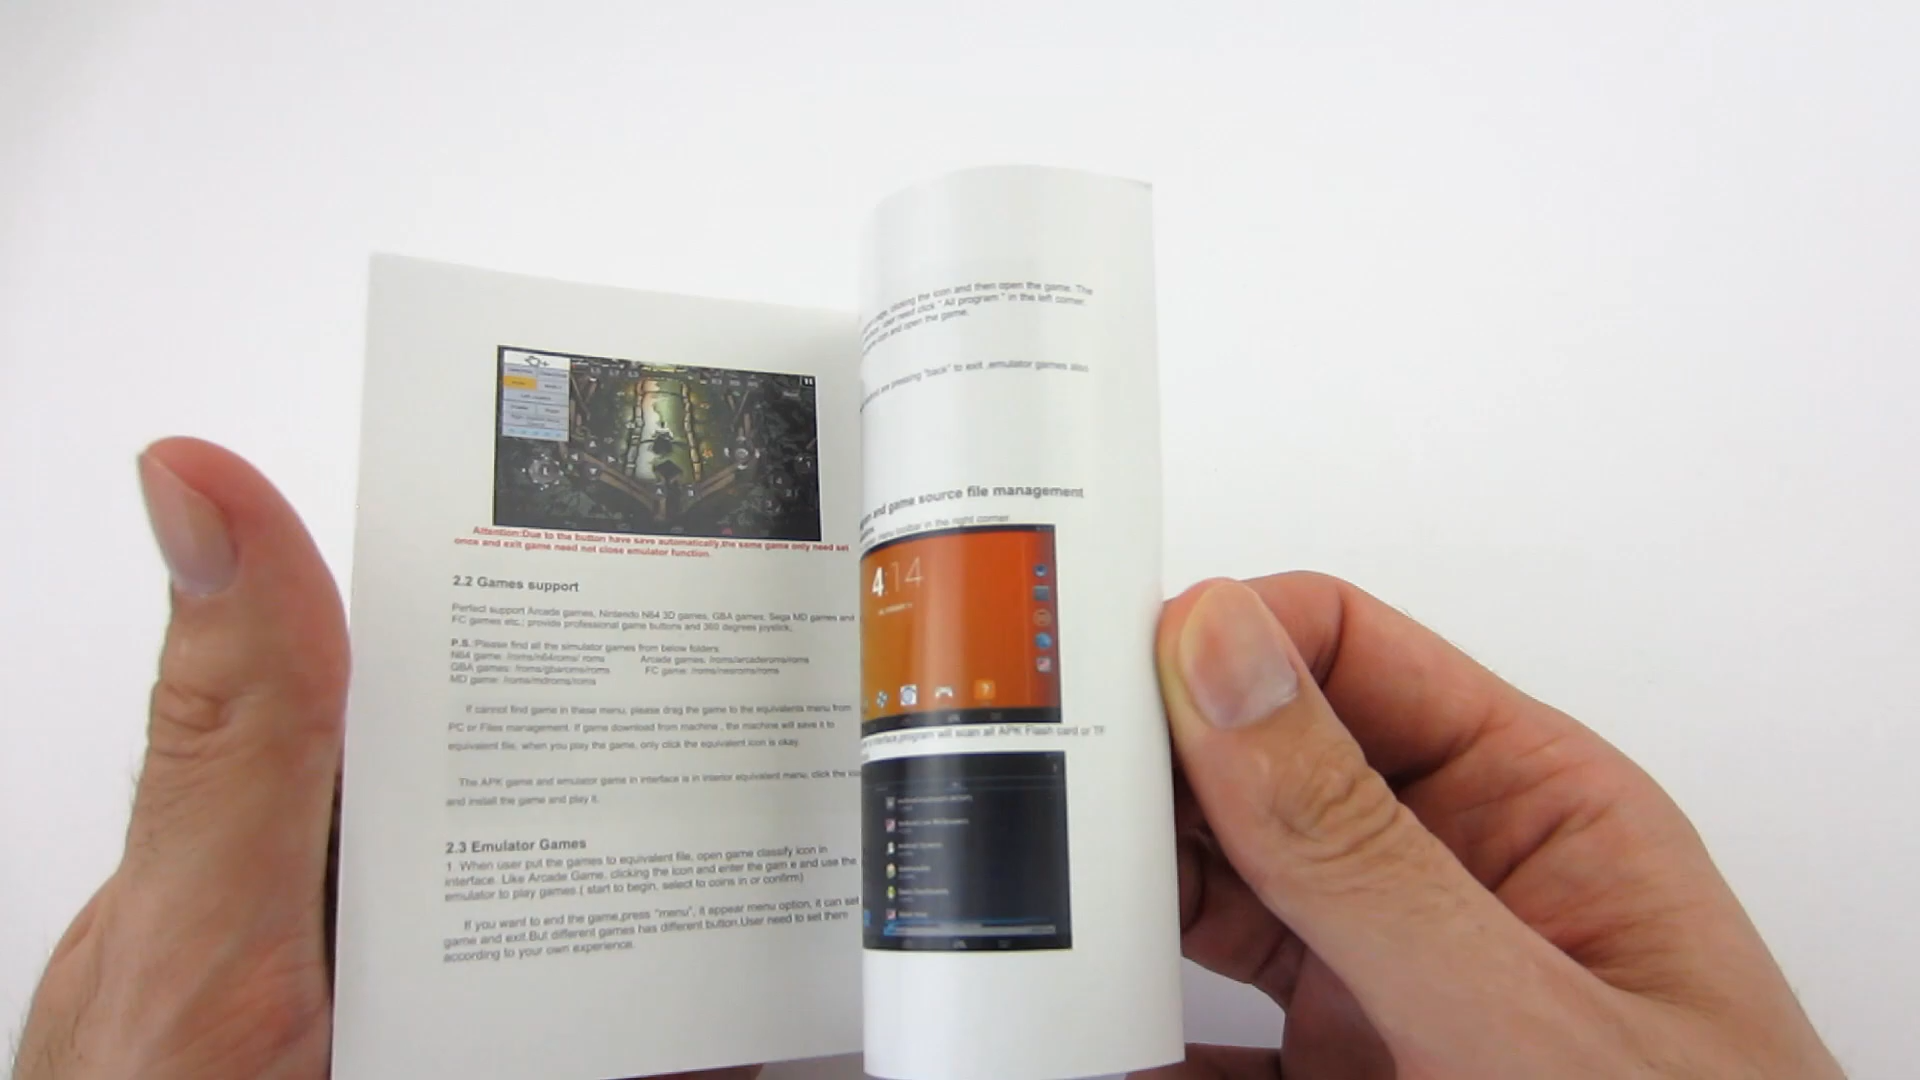 Attention:Due to the button have save automatically,the same game only need set
once and exit game need not close emulator function.
2.2 Games support
Perfect support Arcade games, Nintendo N64 3D games, GBA games, Sega MD games and
FC games etc.; provide professional game buttons and 360 degrees joystick.
P.S.:Please find all the simulator games from below folders:
N64 game: /roms/n64roms/ roms Arcade games: /roms/arcaderoms/roms
GBA games: /roms/gbaroms/roms FC game: /roms/nesroms/roms
MD game: /roms/mdroms/roms
If cannot find game in these menu, please drag the game to the equivalents menu from
PC or Files management. If game download from machine , the machine will save it to
equivalent file, when you play the game, only click the equivalent icon is okay.
The APK game and emulator game in interface is in interior equivalent menu, click the
and install the game and play it.
2.3 Emulator Games
1 .When user put the games to equivalent file, open game classify icon in
interface. Like Arcade Game, clicking the icon and enter the gam e and use the
emulator to play games.( start to begin, select to coins in or confirm)
If you want to end the game,press "menu", it appear menu option, it can set
game and exit.But different games has different button.User need to set them
according to your own experience.
clicking the icon and then open the game. The
user need click " All program " in the left corner,
icon and open the game.
are pressing "back" to exit ,emulator games also
and game source file management
menu toolbar in the right corner
4:14
interface,program will scan all APK Flash card or TF